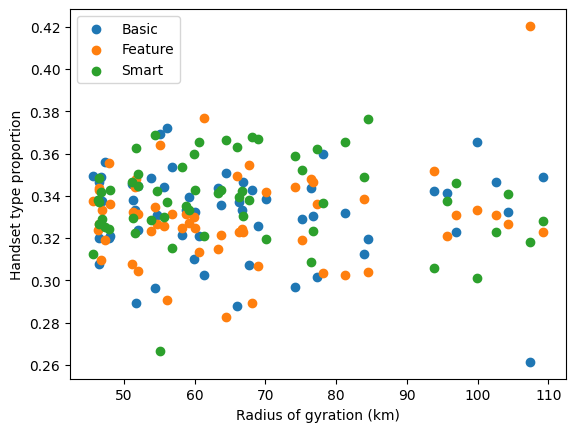 Basic
Feature
Smart
Handset type proportion
0.42
0.40
0.38
0.36
0.34
0.32
0.30
0.28
0.26
50 60 70 80 90 100 110
Radius of gyration (km)